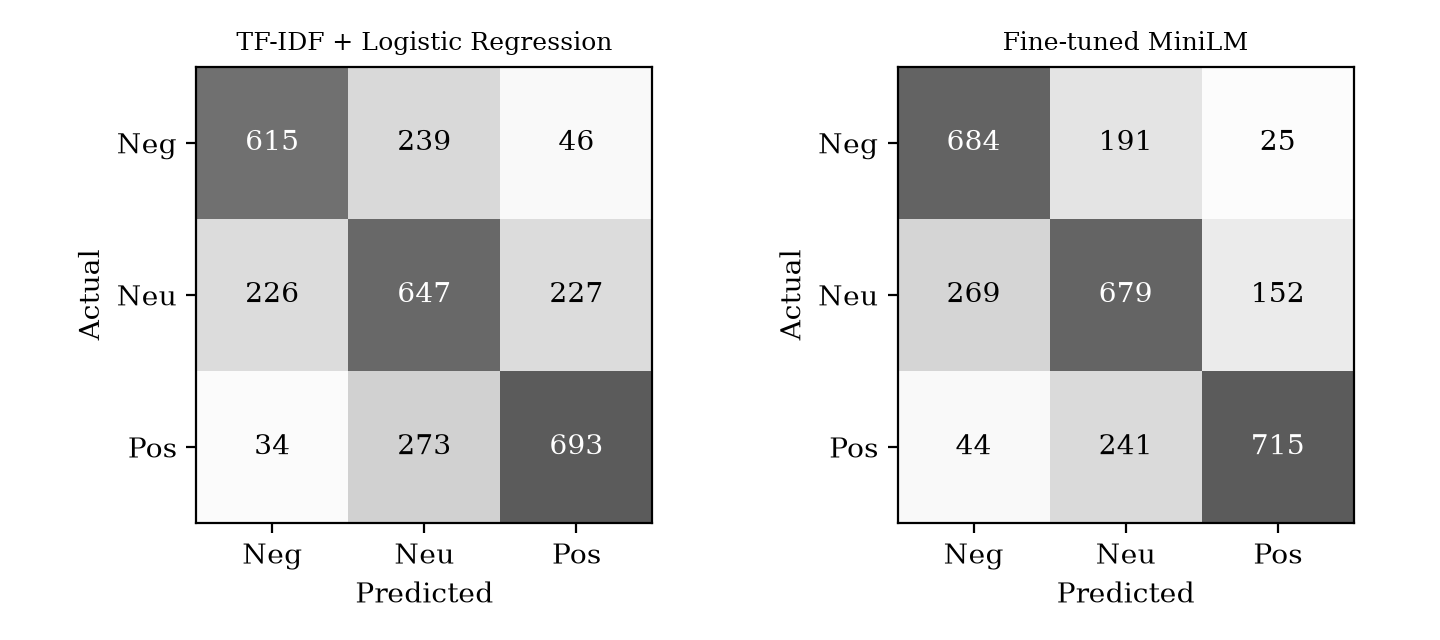 TF-IDF + Logistic Regression
Neg 615 239 46
Neu 226 647 227
Pos 34 273 693
Neg Neu Pos
Predicted
Actual
Fine-tuned MiniLM
Neg 684 191 25
Neu 269 679 152
Pos 44 241 715
Neg Neu Pos
Predicted
Actual